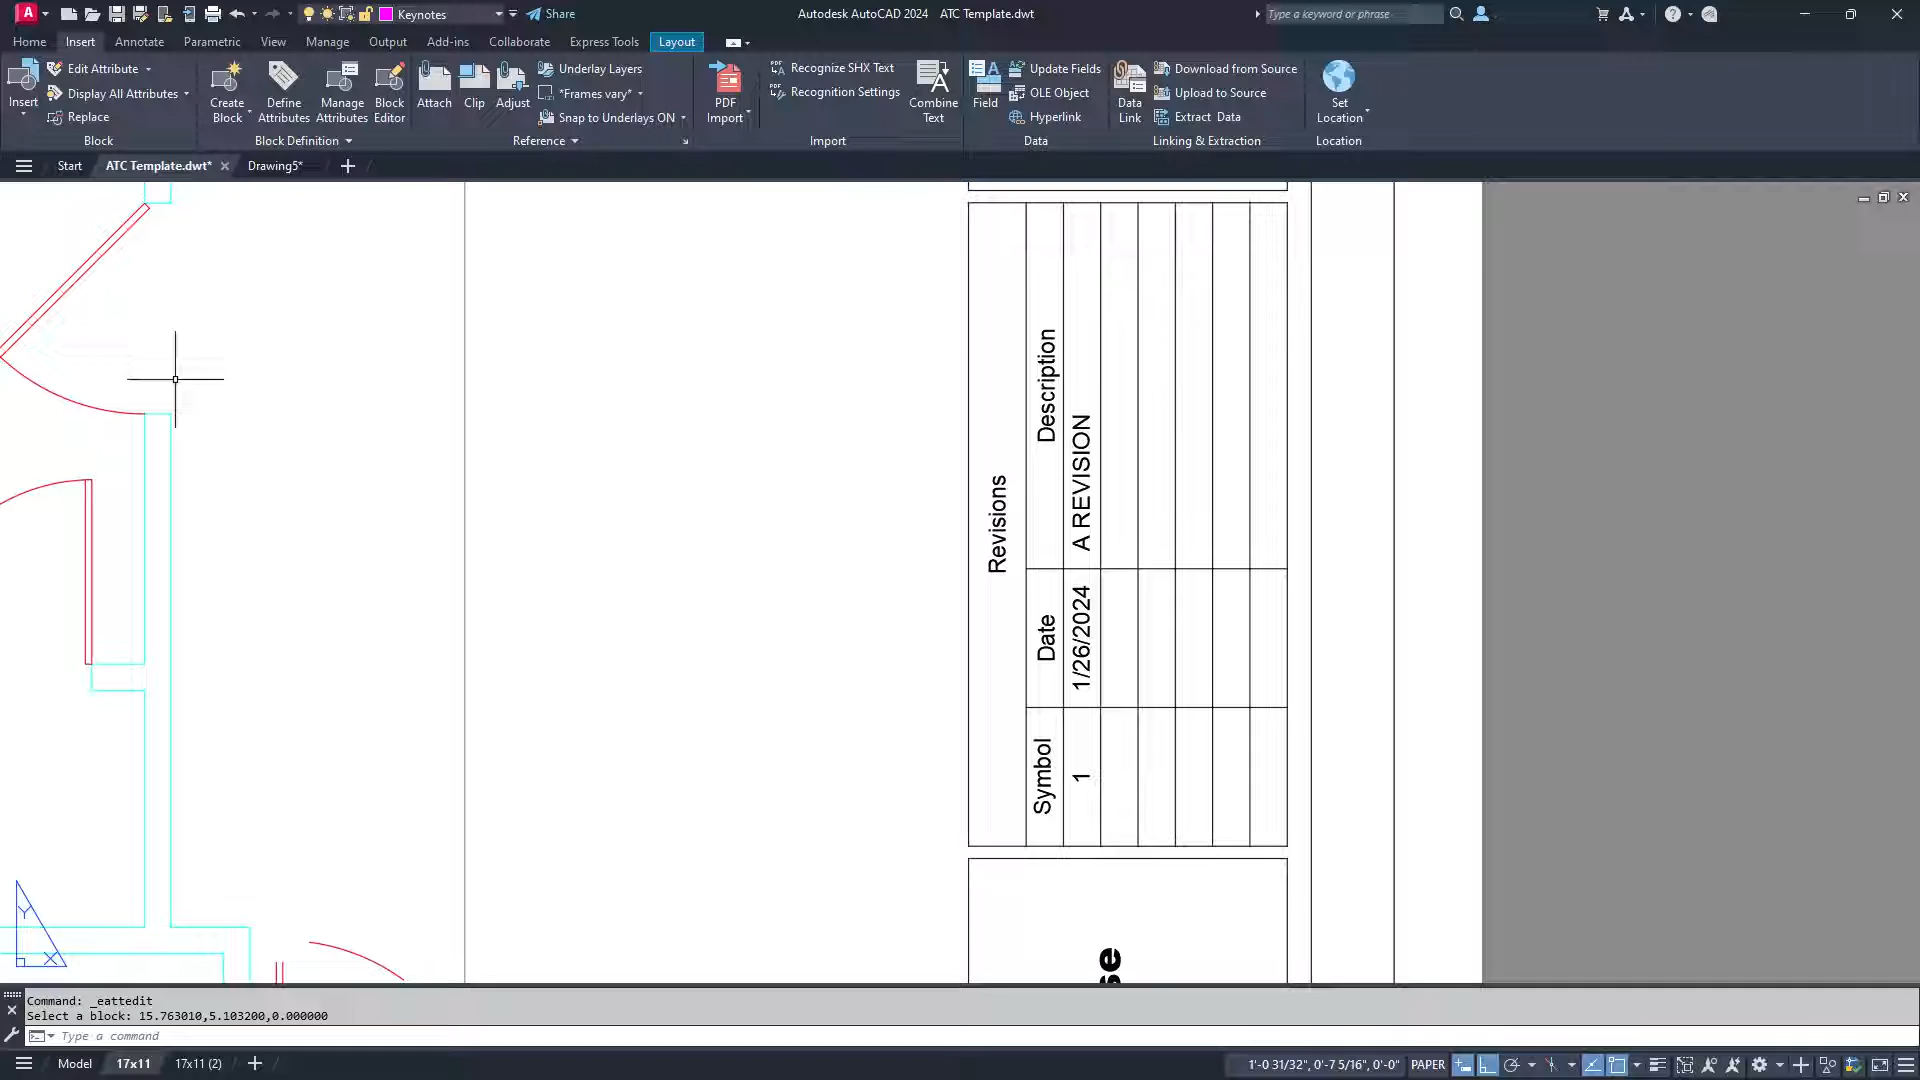 A
Keynotes
Share
Autodesk AutoCAD 2024 ATC Template.dwt
Type a keyword or phrase
Home Insert Annotate Parametric View Manage Output Add-ins Collaborate Express Tools Layout
Insert
Edit Attribute
Display All Attributes
Replace
Block
Create Block
Define Attributes
Manage Attributes
Block Editor
Block Definition
Attach
Clip
Adjust
Underlay Layers
*Frames vary*
Snap to Underlays ON
Reference
PDF Import
Recognize SHX Text
Recognition Settings
Combine Text
Import
Field
Update Fields
OLE Object
Hyperlink
Data
Data Link
Download from Source
Upload to Source
Extract Data
Linking & Extraction
Set Location
Location
Start ATC Template.dwt* Drawing5*
Revisions
Symbol Date Description
1 1/26/2024 A REVISION
se
Y
X
Command: _eattedit
Select a block: 15.763010,5.103200,0.000000
Type a command
Model 17x11 17x11 (2)
1'-0 31/32", 0'-7 5/16", 0'-0" PAPER